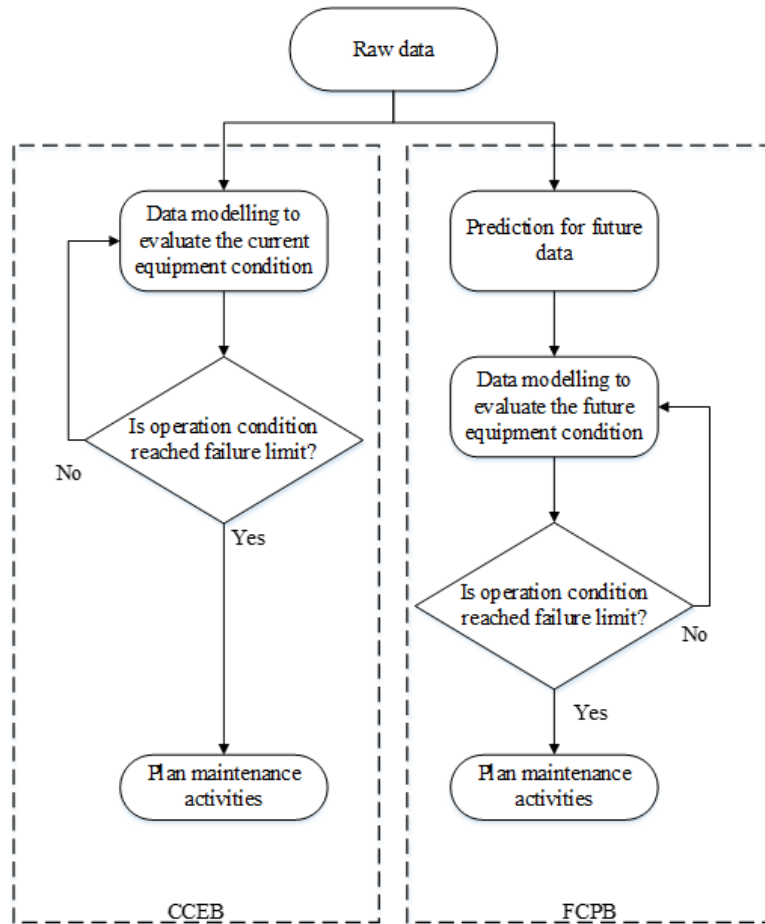 Raw data
Data modelling to
evaluate the current
equipment condition
Is operation condition
reached failure limit?
No
Yes
Plan maintenance
activities
CCEB
Prediction for future
data
Data modelling to
evaluate the future
equipment condition
Is operation condition
reached failure limit?
No
Yes
Plan maintenance
activities
FCPB